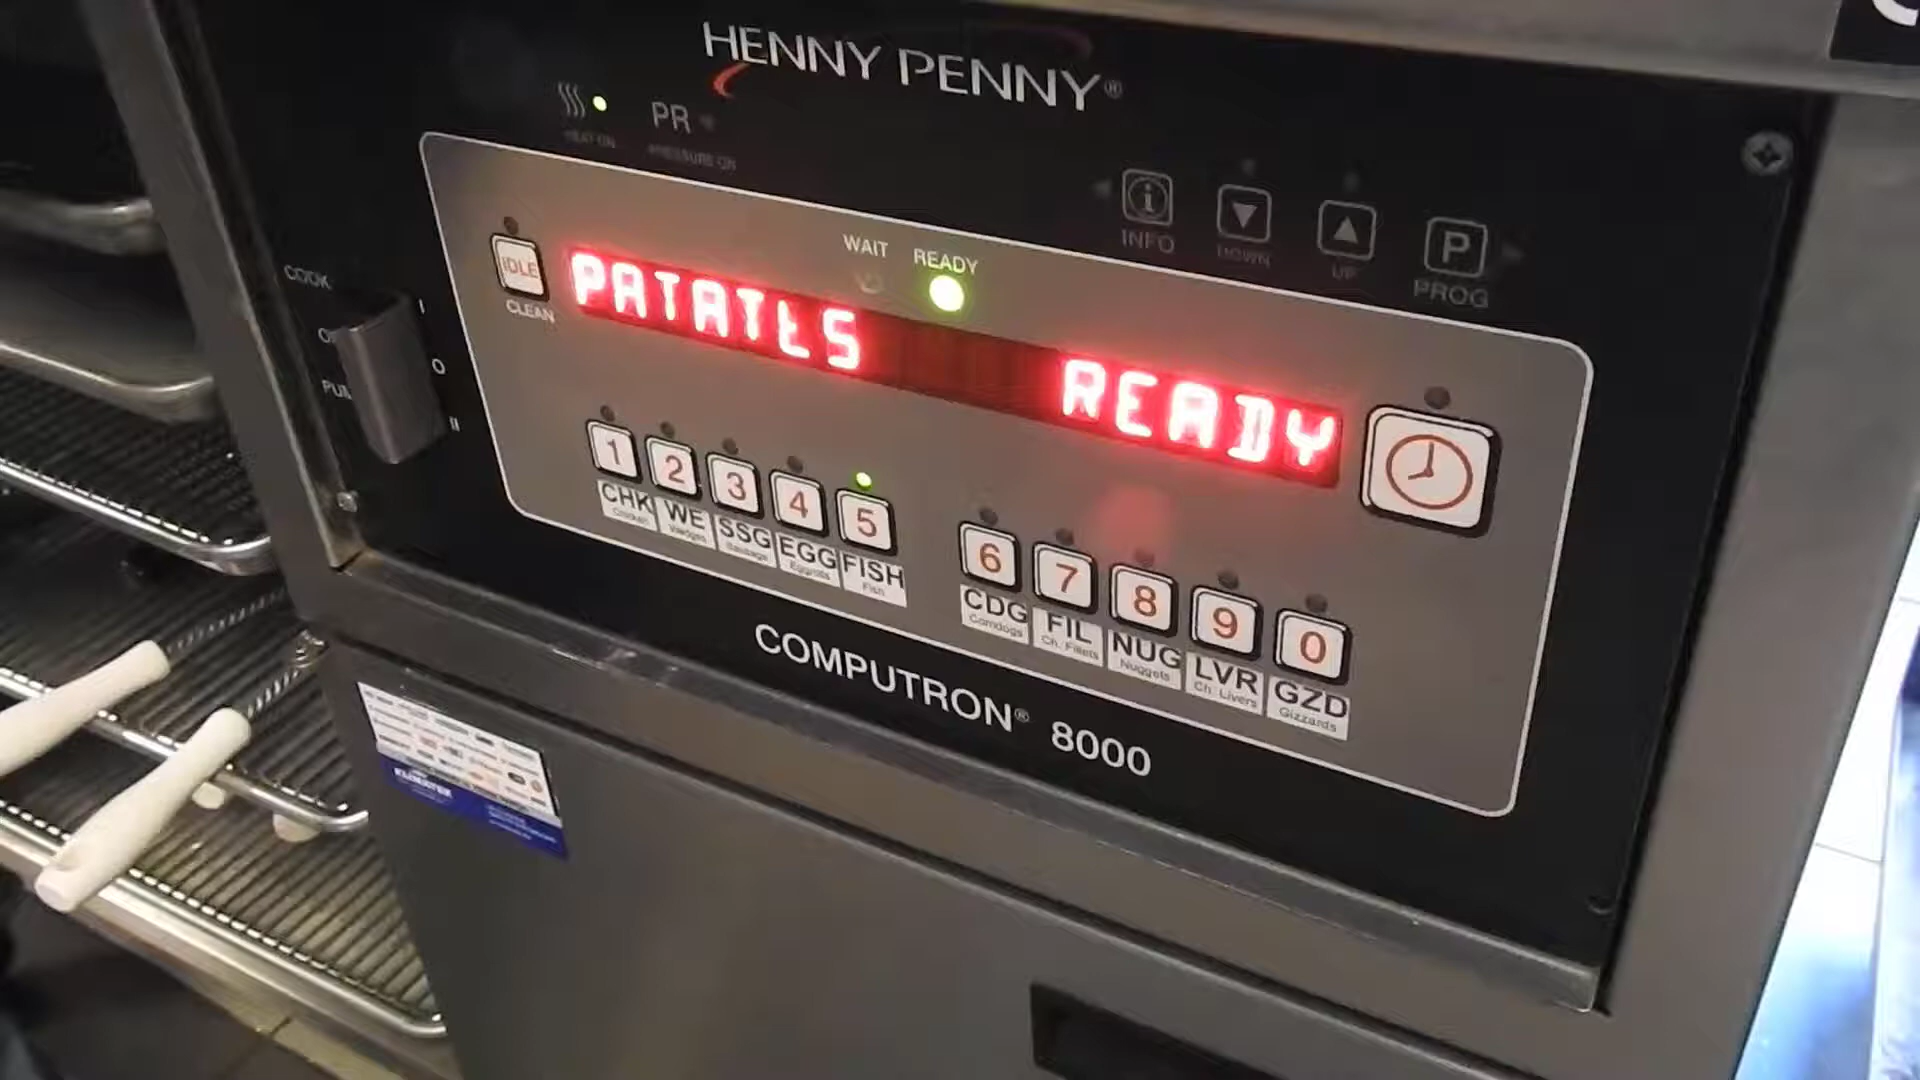 HENNY PENNY®
PR
HEAT ON
PRESSURE ON
INFO
DOWN
UP
P
PROG
WAIT READY
IDLE
CLEAN
PATATES READY
COOK
I
O
II
1 2 3 4 5
CHK WE SSG EGG FISH
Chicken Wedges Sausage Eggrolls Fish
6 7 8 9 0
CDG FIL NUG LVR GZD
Corndogs Ch. Fillets Nuggets Ch. Livers Gizzards
COMPUTRON® 8000